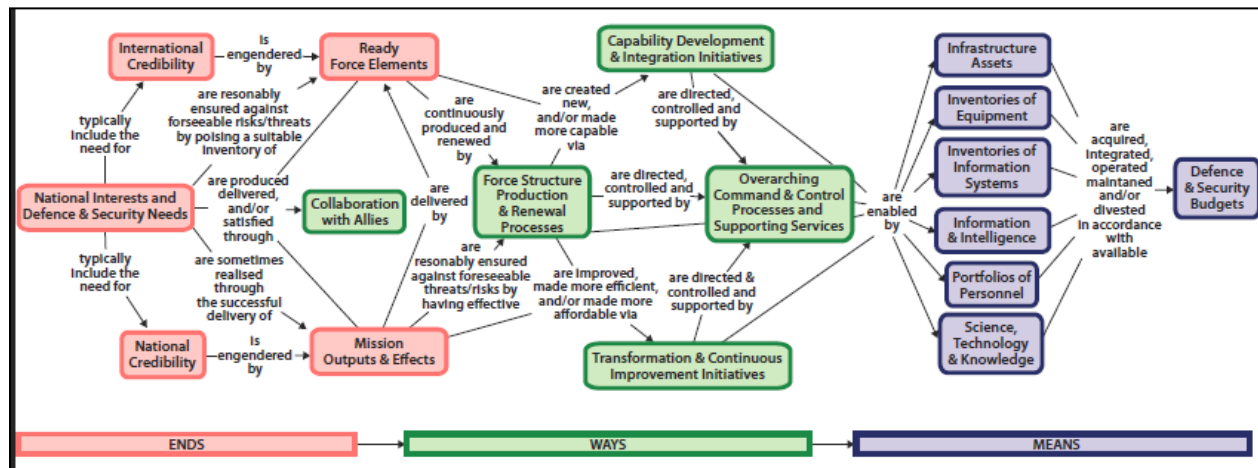 International
Credibility
is
engendered
by
Ready
Force Elements
Capability Development
& Integration Initiatives
Infrastructure
Assets
are resonably
ensured against
forseeable risks/threats
by poising a suitable
inventory of
typically
Include the
need for
are
continuously
produced and
renewed
by
are created
new,
and/or made
more capable
via
are directed,
controlled and
supported by
Inventories of
Equipment
are
acquired,
Integrated,
operated
maintaned
and/or
divested
In accordance
with
available
Inventories of
Information
Systems
National Interests and
Defence & Security Needs
are produced
delivered,
and/or
satisfied
through
Collaboration
with Allies
are
delivered
by
Force Structure
Production
& Renewal
Processes
are directed,
controlled and
supported by
Overarching
Command & Control
Processes and
Supporting Services
are
enabled
by
Defence
& Security
Budgets
Information
& Intelligence
typically
Include the
need for
are sometimes
realised
through
the successful
delivery of
are
resonably ensured
against foreseeable
threats/risks by
having effective
are Improved,
made more efficient,
and/or made more
affordable via
are directed &
controlled and
supported by
Portfolios of
Personnel
National
Credibility
is
engendered
by
Mission
Outputs & Effects
Transformation & Continuous
Improvement Initiatives
Science,
Technology
& Knowledge
ENDS
WAYS
MEANS